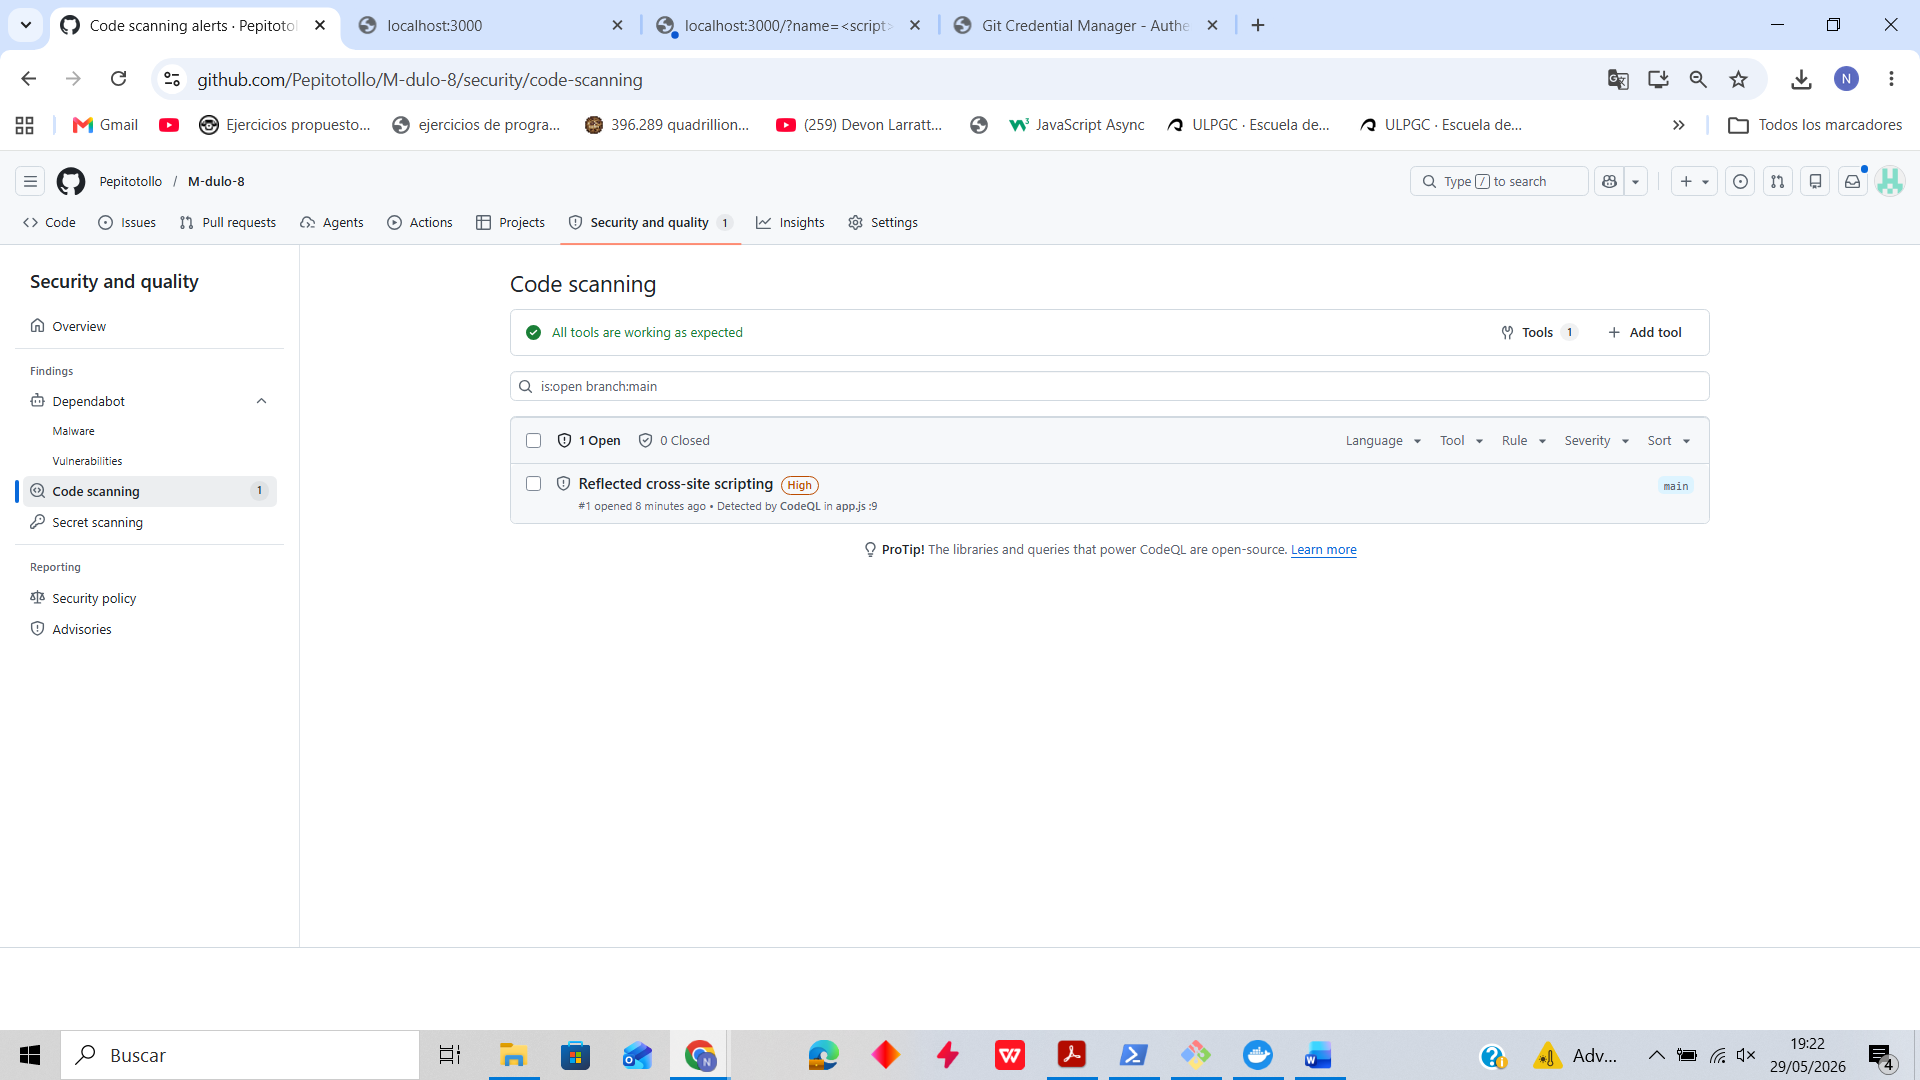 Code scanning alerts · Pepitotol
localhost:3000
localhost:3000/?name=<script>
Git Credential Manager - Authe
github.com/Pepitotollo/M-dulo-8/security/code-scanning
N
Gmail
Ejercicios propuesto...
ejercicios de progra...
396.289 quadrillion...
(259) Devon Larratt...
JavaScript Async
ULPGC · Escuela de...
ULPGC · Escuela de...
Todos los marcadores
Pepitotollo / M-dulo-8
Type / to search
Code
Issues
Pull requests
Agents
Actions
Projects
Security and quality 1
Insights
Settings
Security and quality
Overview
Findings
Dependabot
Malware
Vulnerabilities
Code scanning 1
Secret scanning
Reporting
Security policy
Advisories
Code scanning
All tools are working as expected
Tools 1
Add tool
is:open branch:main
1 Open
0 Closed
Language
Tool
Rule
Severity
Sort
Reflected cross-site scripting High
main
#1 opened 8 minutes ago • Detected by CodeQL in app.js :9
ProTip! The libraries and queries that power CodeQL are open-source. Learn more
Buscar
Adv...
19:22
29/05/2026
4